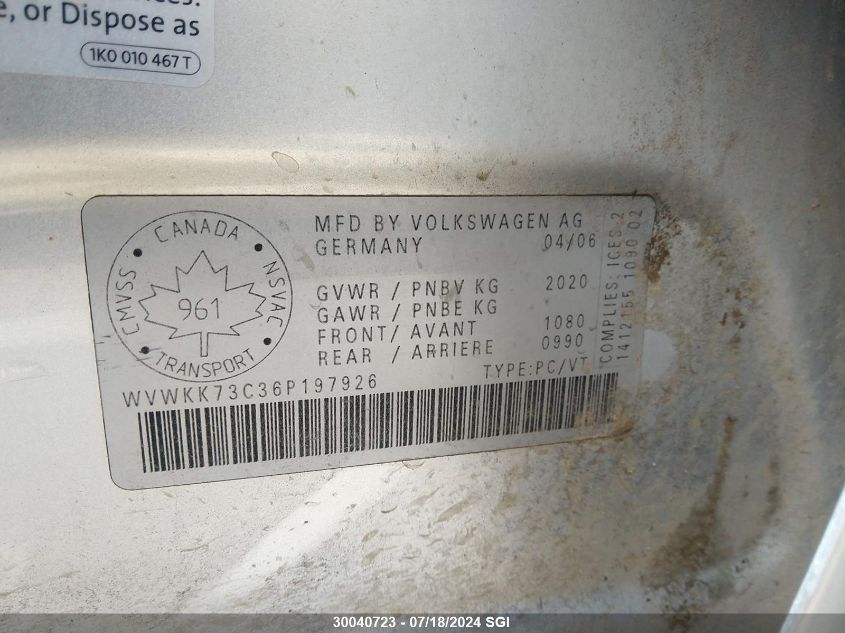 or Dispose as
1K0 010 467 T
CANADA
CMVSS
NSVAC
961
TRANSPORT
MFD BY VOLKSWAGEN AG
GERMANY 04/06
GVWR / PNBV KG 2020
GAWR / PNBE KG
FRONT/ AVANT 1080
REAR / ARRIERE 0990
TYPE:PC/VT
COMPLIES, ICES-2
1412155 1090 02
WVWKK73C36P197926
30040723 - 07/18/2024 SGI